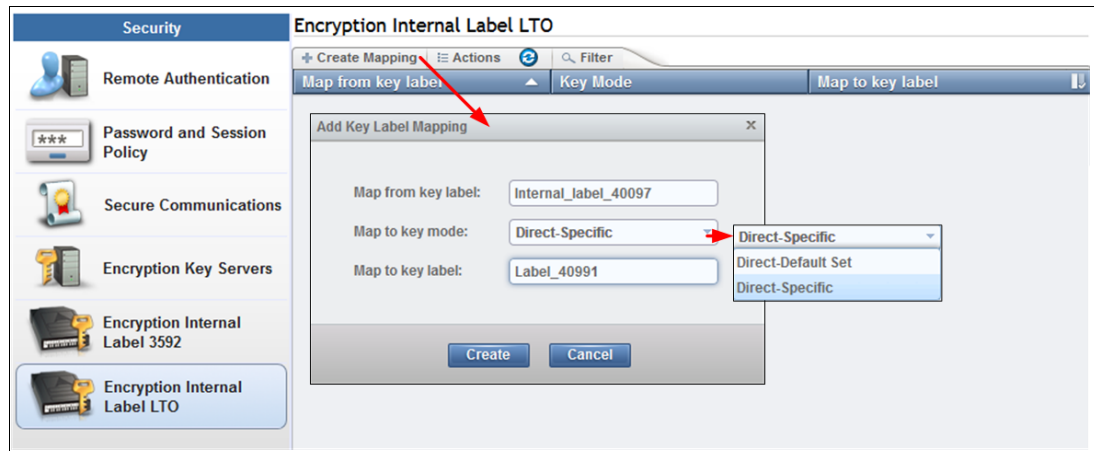 Security
Remote Authentication
***
Password and Session
Policy
Secure Communications
Encryption Key Servers
Encryption Internal
Label 3592
Encryption Internal
Label LTO
Encryption Internal Label LTO
Create Mapping Actions Filter
Map from key label Key Mode Map to key label
Add Key Label Mapping x
Map from key label: Internal_label_40097
Map to key mode: Direct-Specific
Map to key label: Label_40991
Create Cancel
Direct-Specific
Direct-Default Set
Direct-Specific